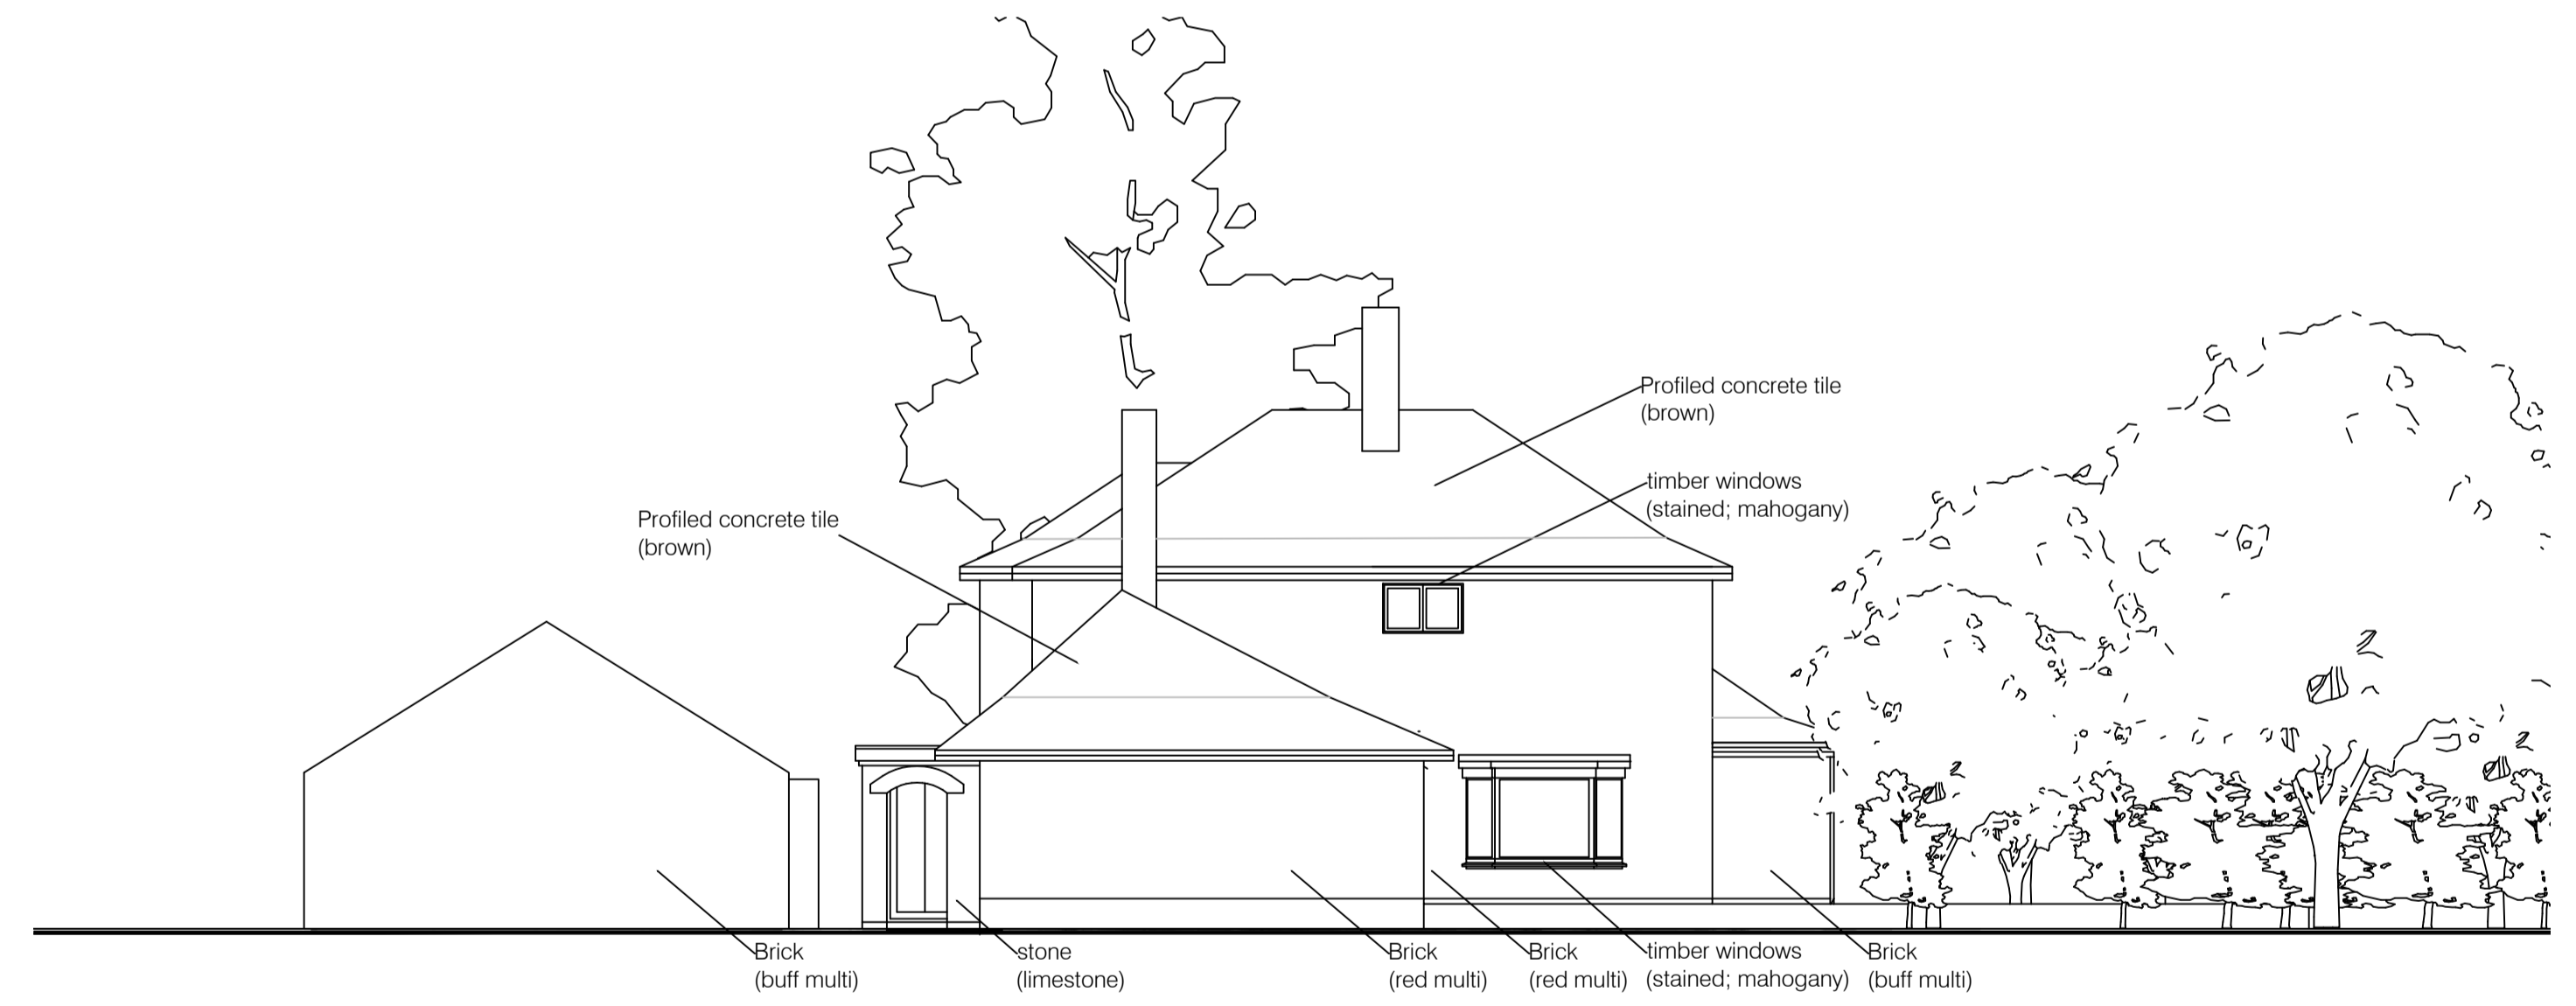 Profiled concrete tile
(brown)
timber windows
(stained; mahogany)
Profiled concrete tile
(brown)
Brick
(buff multi)
stone
(limestone)
Brick
(red multi)
Brick
(red multi)
timber windows
(stained; mahogany)
Brick
(buff multi)